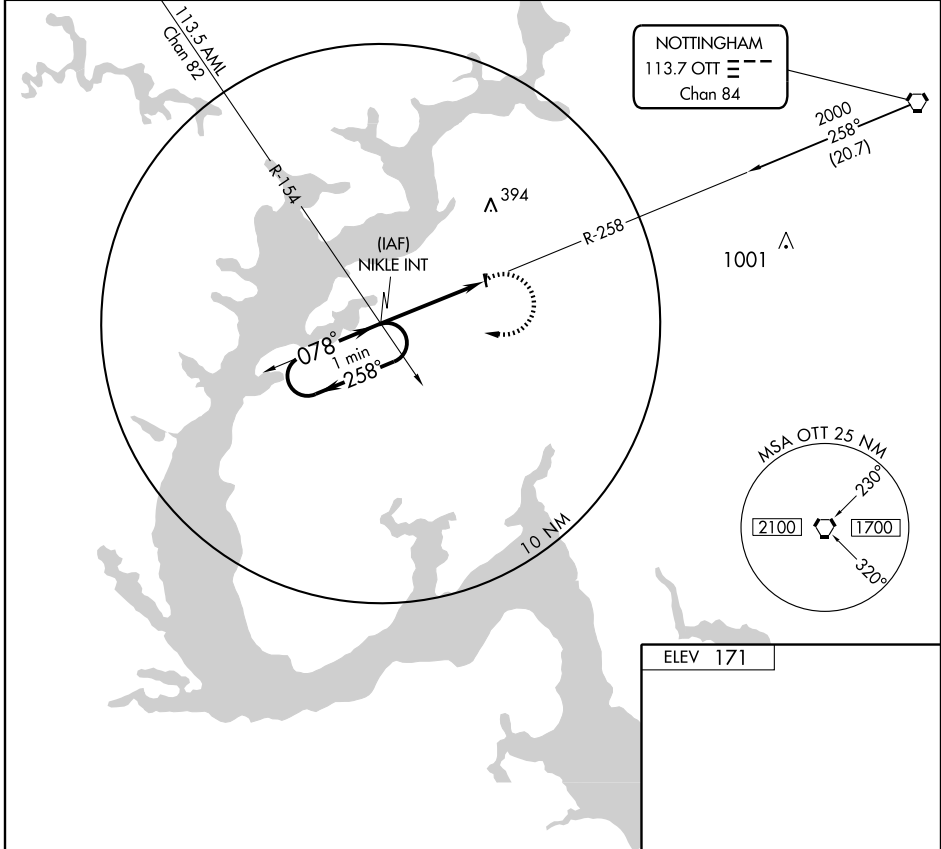 113.5 AML
Chan 82
NOTTINGHAM
113.7 OTT
Chan 84
2000
258°
(20.7)
R-154
394
(IAF)
NIKLE INT
R-258
1001
078°
1 min
258°
MSA OTT 25 NM
230°
2100
1700
320°
10 NM
ELEV 171